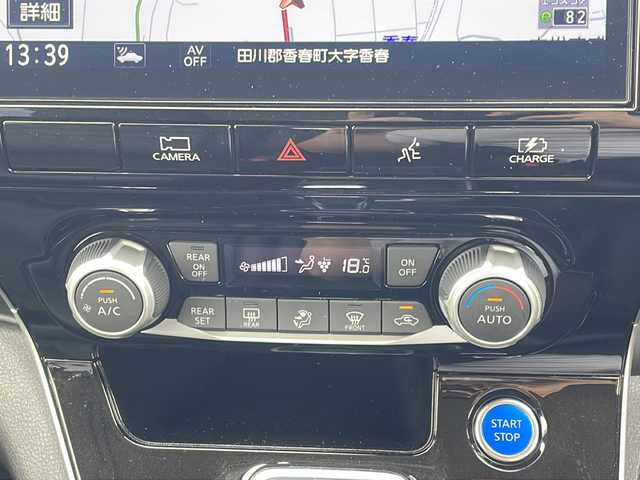 詳細
82
13:39
AV
OFF
田川郡香春町大字香春
CAMERA
CHARGE
REAR
ON
OFF
18.0
°C
ON
OFF
PUSH
A/C
REAR
SET
REAR
FRONT
PUSH
AUTO
START
STOP